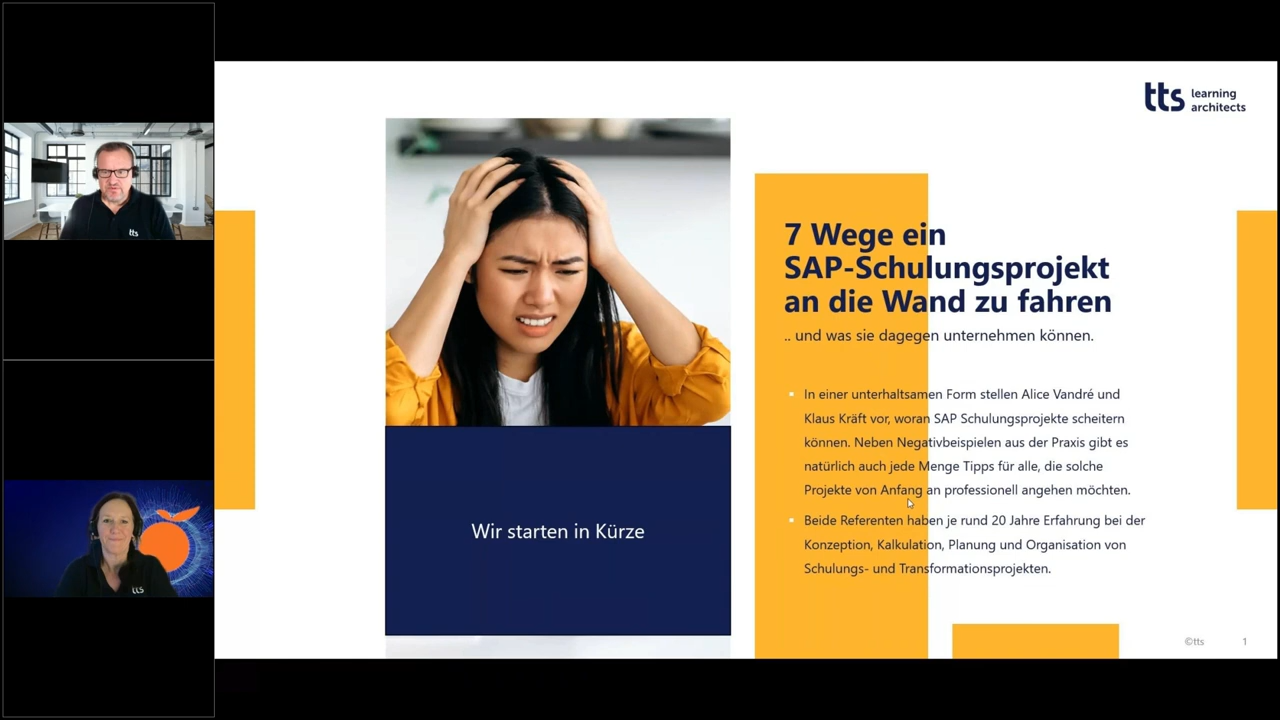 tts learning
architects
7 Wege ein
SAP-Schulungsprojekt
an die Wand zu fahren
.. und was sie dagegen unternehmen können.
In einer unterhaltsamen Form stellen Alice Vandré und
Klaus Kräft vor, woran SAP Schulungsprojekte scheitern
können. Neben Negativbeispielen aus der Praxis gibt es
natürlich auch jede Menge Tipps für alle, die solche
Projekte von Anfang an professionell angehen möchten.
Beide Referenten haben je rund 20 Jahre Erfahrung bei der
Konzeption, Kalkulation, Planung und Organisation von
Schulungs- und Transformationsprojekten.
Wir starten in Kürze
©tts 1
tts
tts